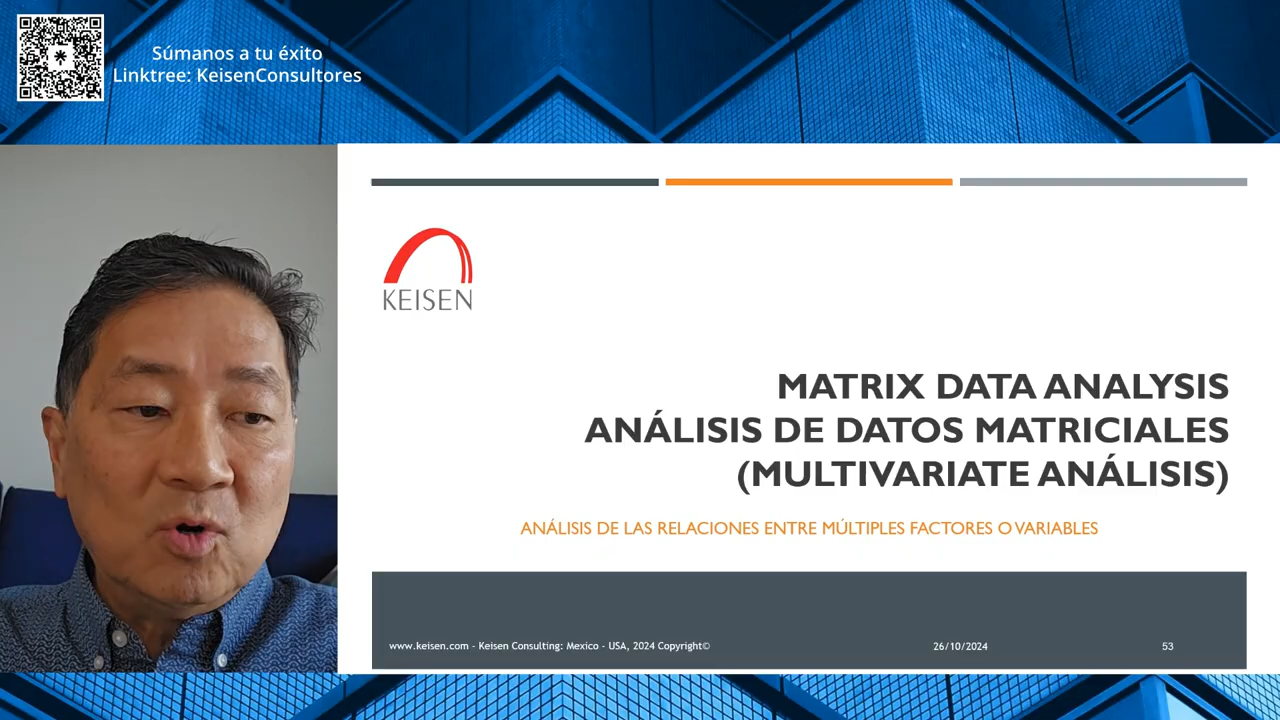 Súmanos a tu éxito
Linktree: KeisenConsultores
KEISEN
MATRIX DATA ANALYSIS
ANÁLISIS DE DATOS MATRICIALES
(MULTIVARIATE ANÁLISIS)
ANÁLISIS DE LAS RELACIONES ENTRE MÚLTIPLES FACTORES O VARIABLES
www.keisen.com - Keisen Consulting: Mexico - USA, 2024 Copyright©
26/10/2024
53